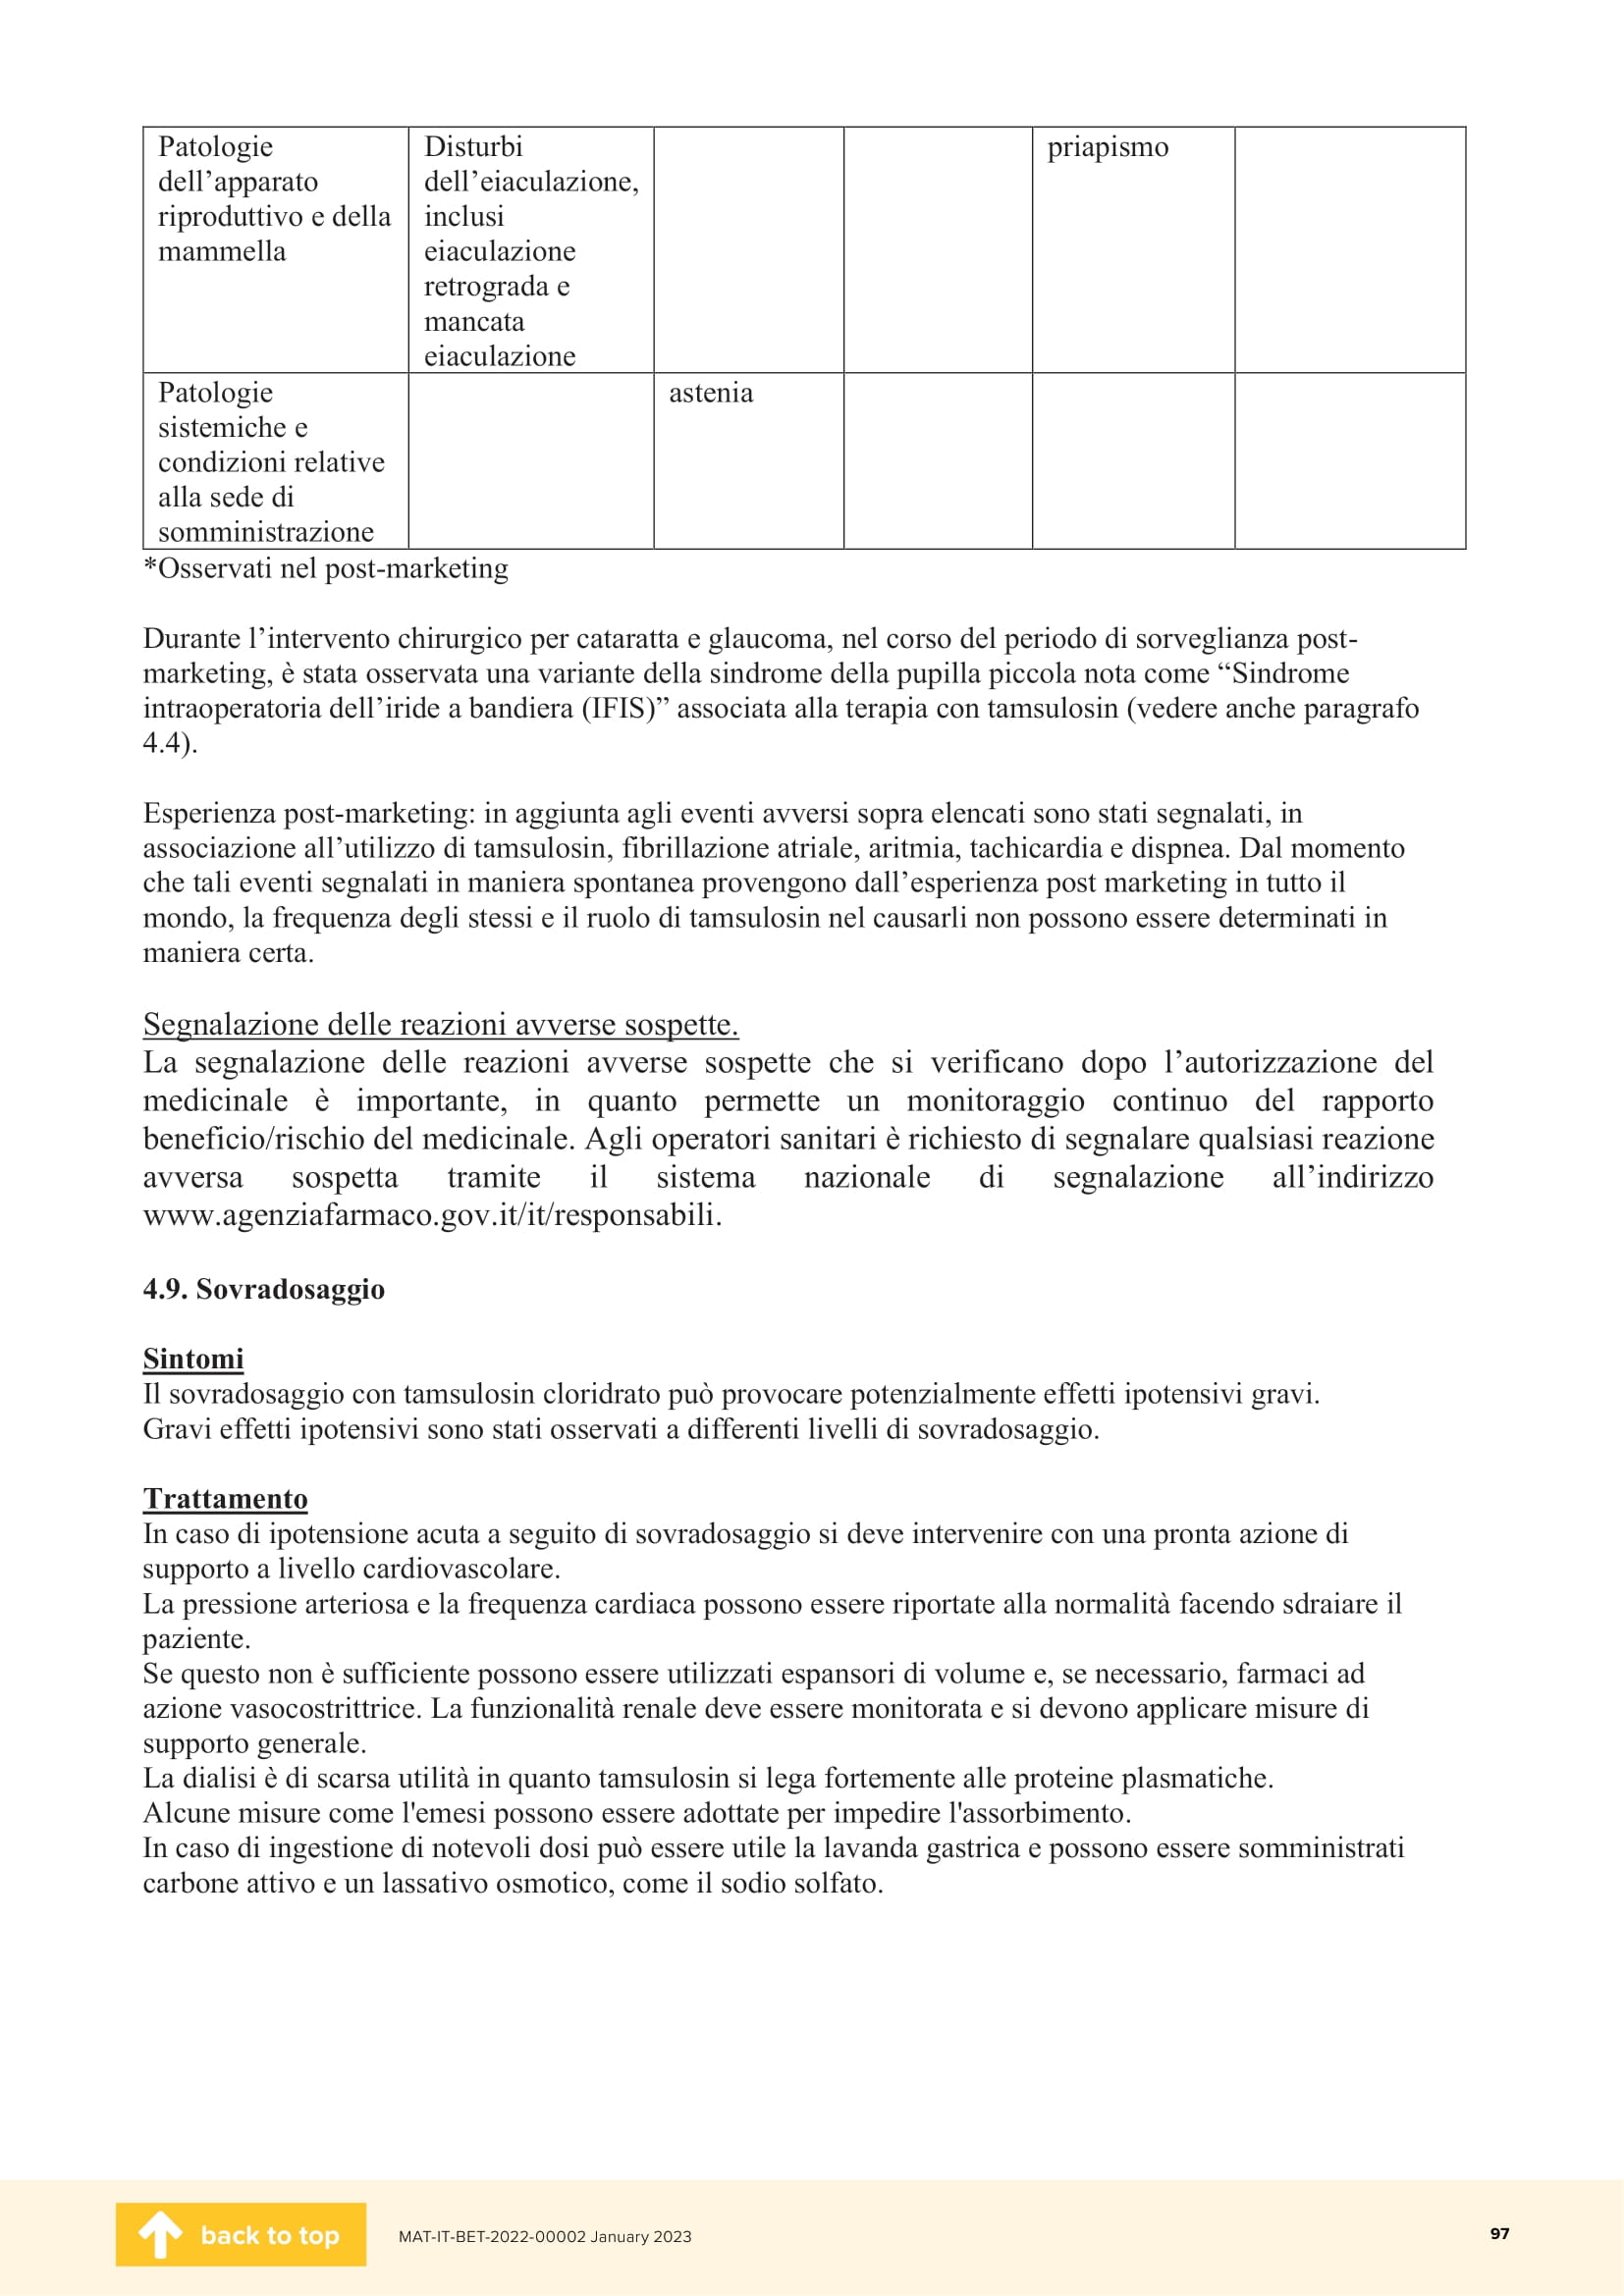 Patologie
dell’apparato
riproduttivo e della
mammella
Disturbi
dell’eiaculazione,
inclusi
eiaculazione
retrograda e
mancata
eiaculazione
priapismo
Patologie
sistemiche e
condizioni relative
alla sede di
somministrazione
astenia
*Osservati nel post-marketing
Durante l’intervento chirurgico per cataratta e glaucoma, nel corso del periodo di sorveglianza post-
marketing, è stata osservata una variante della sindrome della pupilla piccola nota come “Sindrome
intraoperatoria dell’iride a bandiera (IFIS)” associata alla terapia con tamsulosin (vedere anche paragrafo
4.4).
Esperienza post-marketing: in aggiunta agli eventi avversi sopra elencati sono stati segnalati, in
associazione all’utilizzo di tamsulosin, fibrillazione atriale, aritmia, tachicardia e dispnea. Dal momento
che tali eventi segnalati in maniera spontanea provengono dall’esperienza post marketing in tutto il
mondo, la frequenza degli stessi e il ruolo di tamsulosin nel causarli non possono essere determinati in
maniera certa.
Segnalazione delle reazioni avverse sospette.
La segnalazione delle reazioni avverse sospette che si verificano dopo l’autorizzazione del
medicinale è importante, in quanto permette un monitoraggio continuo del rapporto
beneficio/rischio del medicinale. Agli operatori sanitari è richiesto di segnalare qualsiasi reazione
avversa sospetta tramite il sistema nazionale di segnalazione all’indirizzo
www.agenziafarmaco.gov.it/it/responsabili.
4.9. Sovradosaggio
Sintomi
Il sovradosaggio con tamsulosin cloridrato può provocare potenzialmente effetti ipotensivi gravi.
Gravi effetti ipotensivi sono stati osservati a differenti livelli di sovradosaggio.
Trattamento
In caso di ipotensione acuta a seguito di sovradosaggio si deve intervenire con una pronta azione di
supporto a livello cardiovascolare.
La pressione arteriosa e la frequenza cardiaca possono essere riportate alla normalità facendo sdraiare il
paziente.
Se questo non è sufficiente possono essere utilizzati espansori di volume e, se necessario, farmaci ad
azione vasocostrittrice. La funzionalità renale deve essere monitorata e si devono applicare misure di
supporto generale.
La dialisi è di scarsa utilità in quanto tamsulosin si lega fortemente alle proteine plasmatiche.
Alcune misure come l'emesi possono essere adottate per impedire l'assorbimento.
In caso di ingestione di notevoli dosi può essere utile la lavanda gastrica e possono essere somministrati
carbone attivo e un lassativo osmotico, come il sodio solfato.
back to top
MAT-IT-BET-2022-00002 January 2023
97